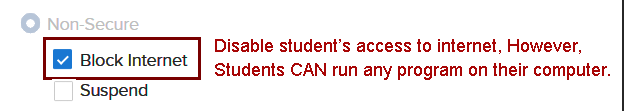 Non-Secure
Block Internet
Disable student's access to internet, However,
Students CAN run any program on their computer.
Suspend